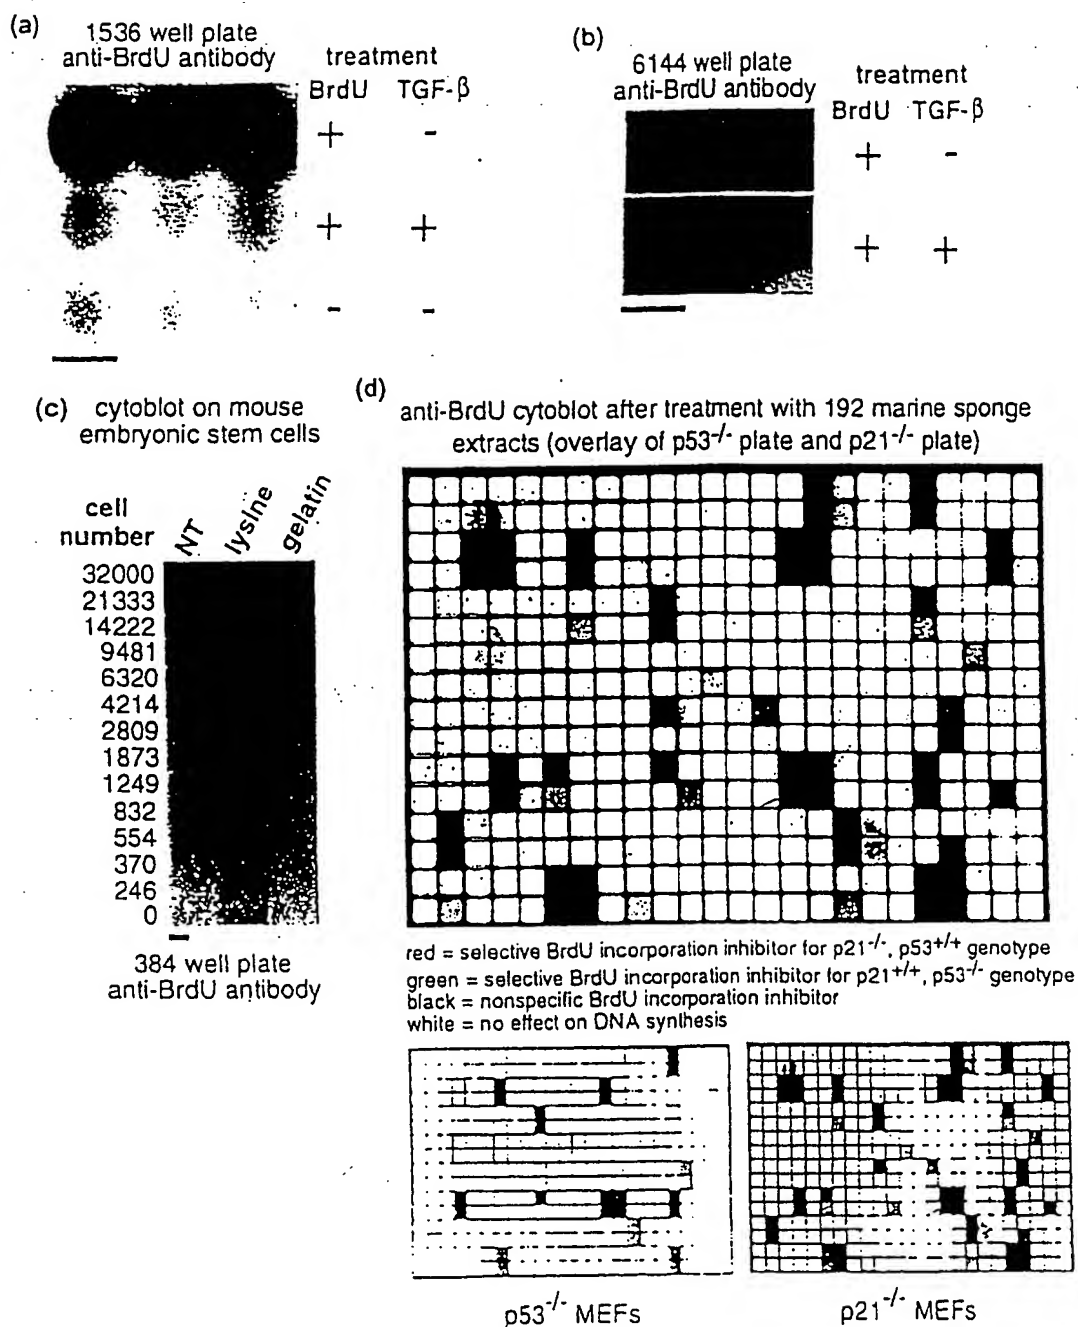 (a)
1536 well plate
anti-BrdU antibody
treatment
BrdU TGF-β
+ -
+ +
- -
(b)
6144 well plate
anti-BrdU antibody
treatment
BrdU TGF-β
+ -
+ +
(c) cytoblot on mouse
embryonic stem cells
cell
number
NT lysine gelatin
32000
21333
14222
9481
6320
4214
2809
1873
1249
832
554
370
246
0
384 well plate
anti-BrdU antibody
(d)
anti-BrdU cytoblot after treatment with 192 marine sponge
extracts (overlay of p53-/- plate and p21-/- plate)
red = selective BrdU incorporation inhibitor for p21-/-, p53+/+ genotype
green = selective BrdU incorporation inhibitor for p21+/+, p53-/- genotype
black = nonspecific BrdU incorporation inhibitor
white = no effect on DNA synthesis
p53-/- MEFs
p21-/- MEFs